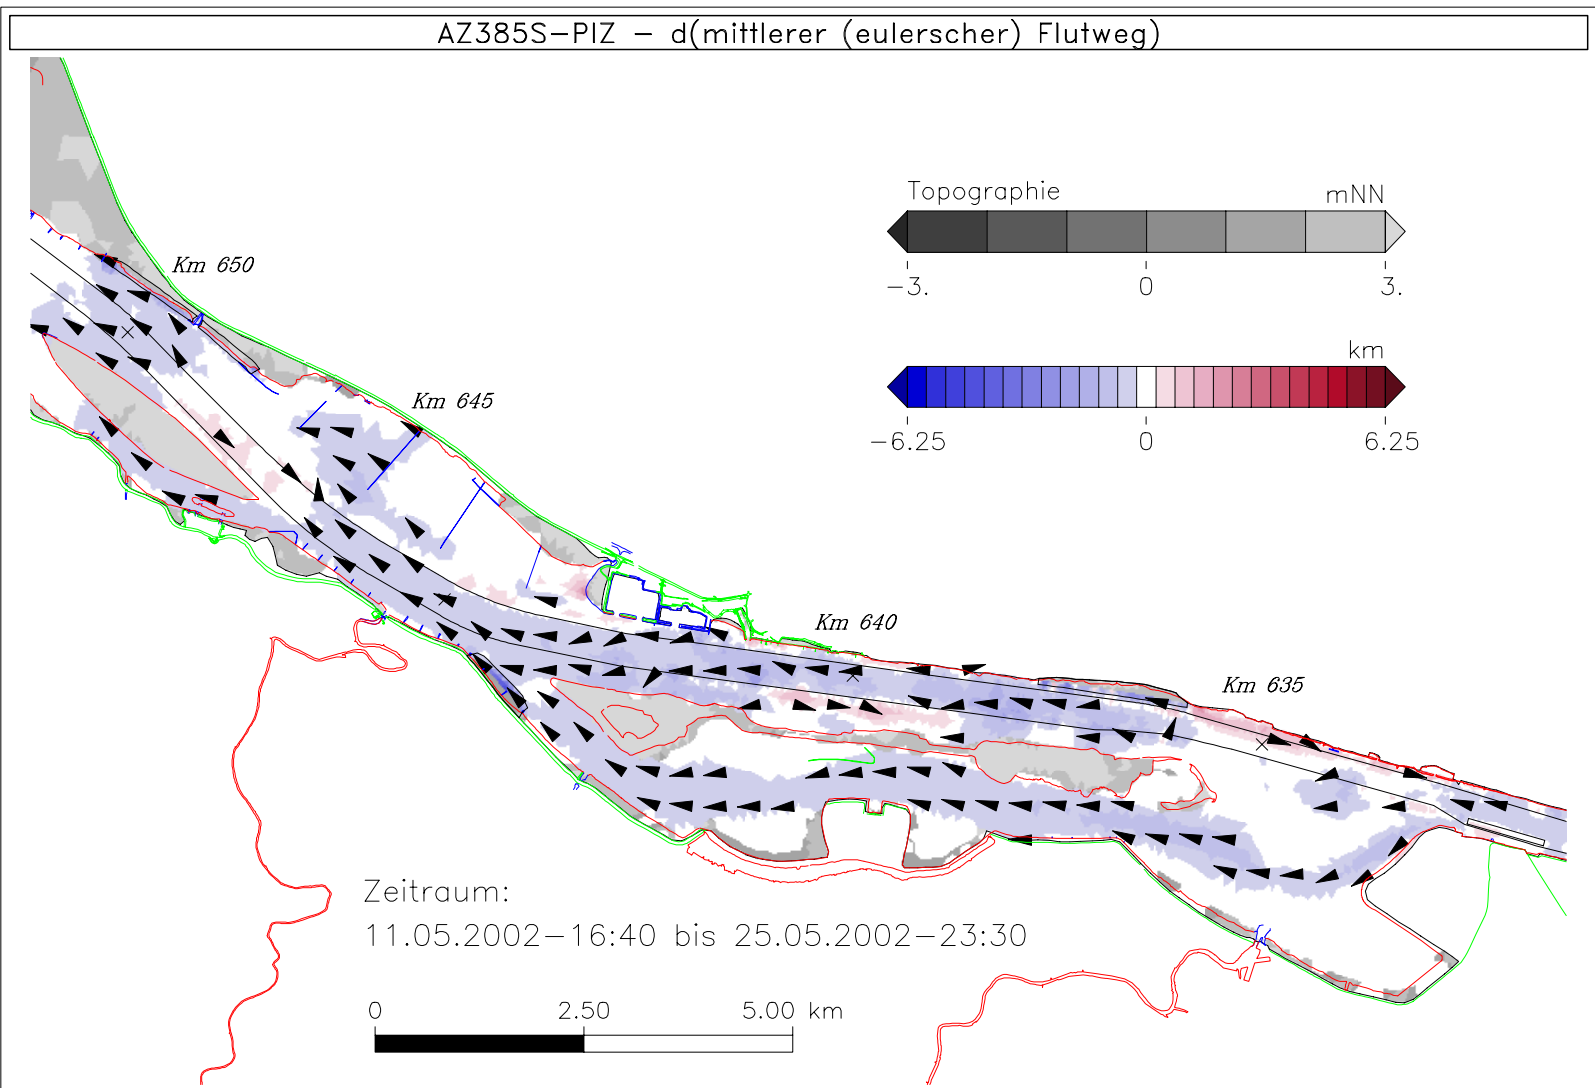 AZ385S-PIZ - d(mittlerer (eulerscher) Flutweg)
Topographie mNN
-3. 0 3.
km
-6.25 0 6.25
Km 650
Km 645
Km 640
Km 635
Zeitraum:
11.05.2002-16:40 bis 25.05.2002-23:30
0 2.50 5.00 km